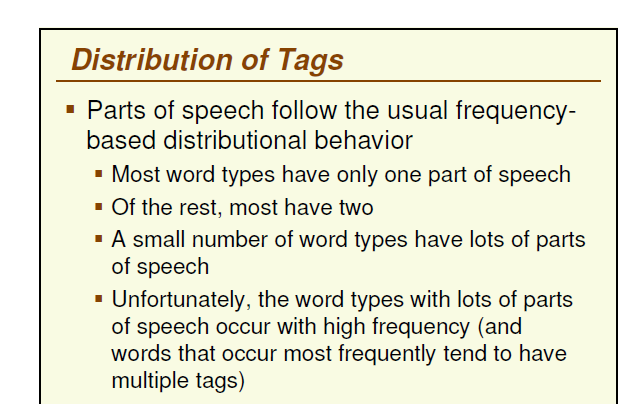 Distribution of Tags
▪ Parts of speech follow the usual frequency-
based distributional behavior
▪ Most word types have only one part of speech
▪ Of the rest, most have two
▪ A small number of word types have lots of parts
of speech
▪ Unfortunately, the word types with lots of parts
of speech occur with high frequency (and
words that occur most frequently tend to have
multiple tags)